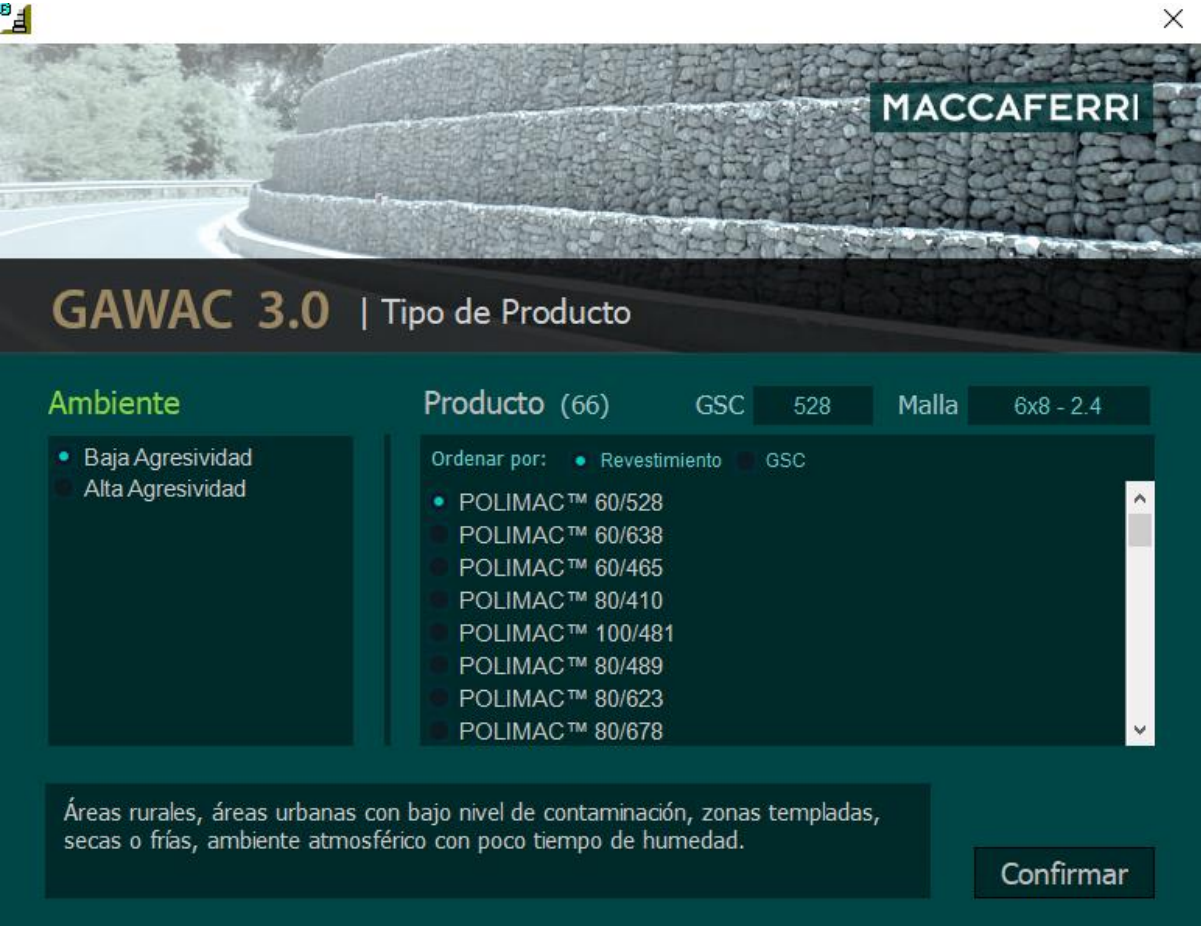 MACCAFERRI
GAWAC 3.0 | Tipo de Producto
Ambiente
Baja Agresividad
Alta Agresividad
Producto (66) GSC 528 Malla 6x8 - 2.4
Ordenar por: Revestimiento GSC
POLIMAC™ 60/528
POLIMAC™ 60/638
POLIMAC™ 60/465
POLIMAC™ 80/410
POLIMAC™ 100/481
POLIMAC™ 80/489
POLIMAC™ 80/623
POLIMAC™ 80/678
Áreas rurales, áreas urbanas con bajo nivel de contaminación, zonas templadas,
secas o frías, ambiente atmosférico con poco tiempo de humedad.
Confirmar